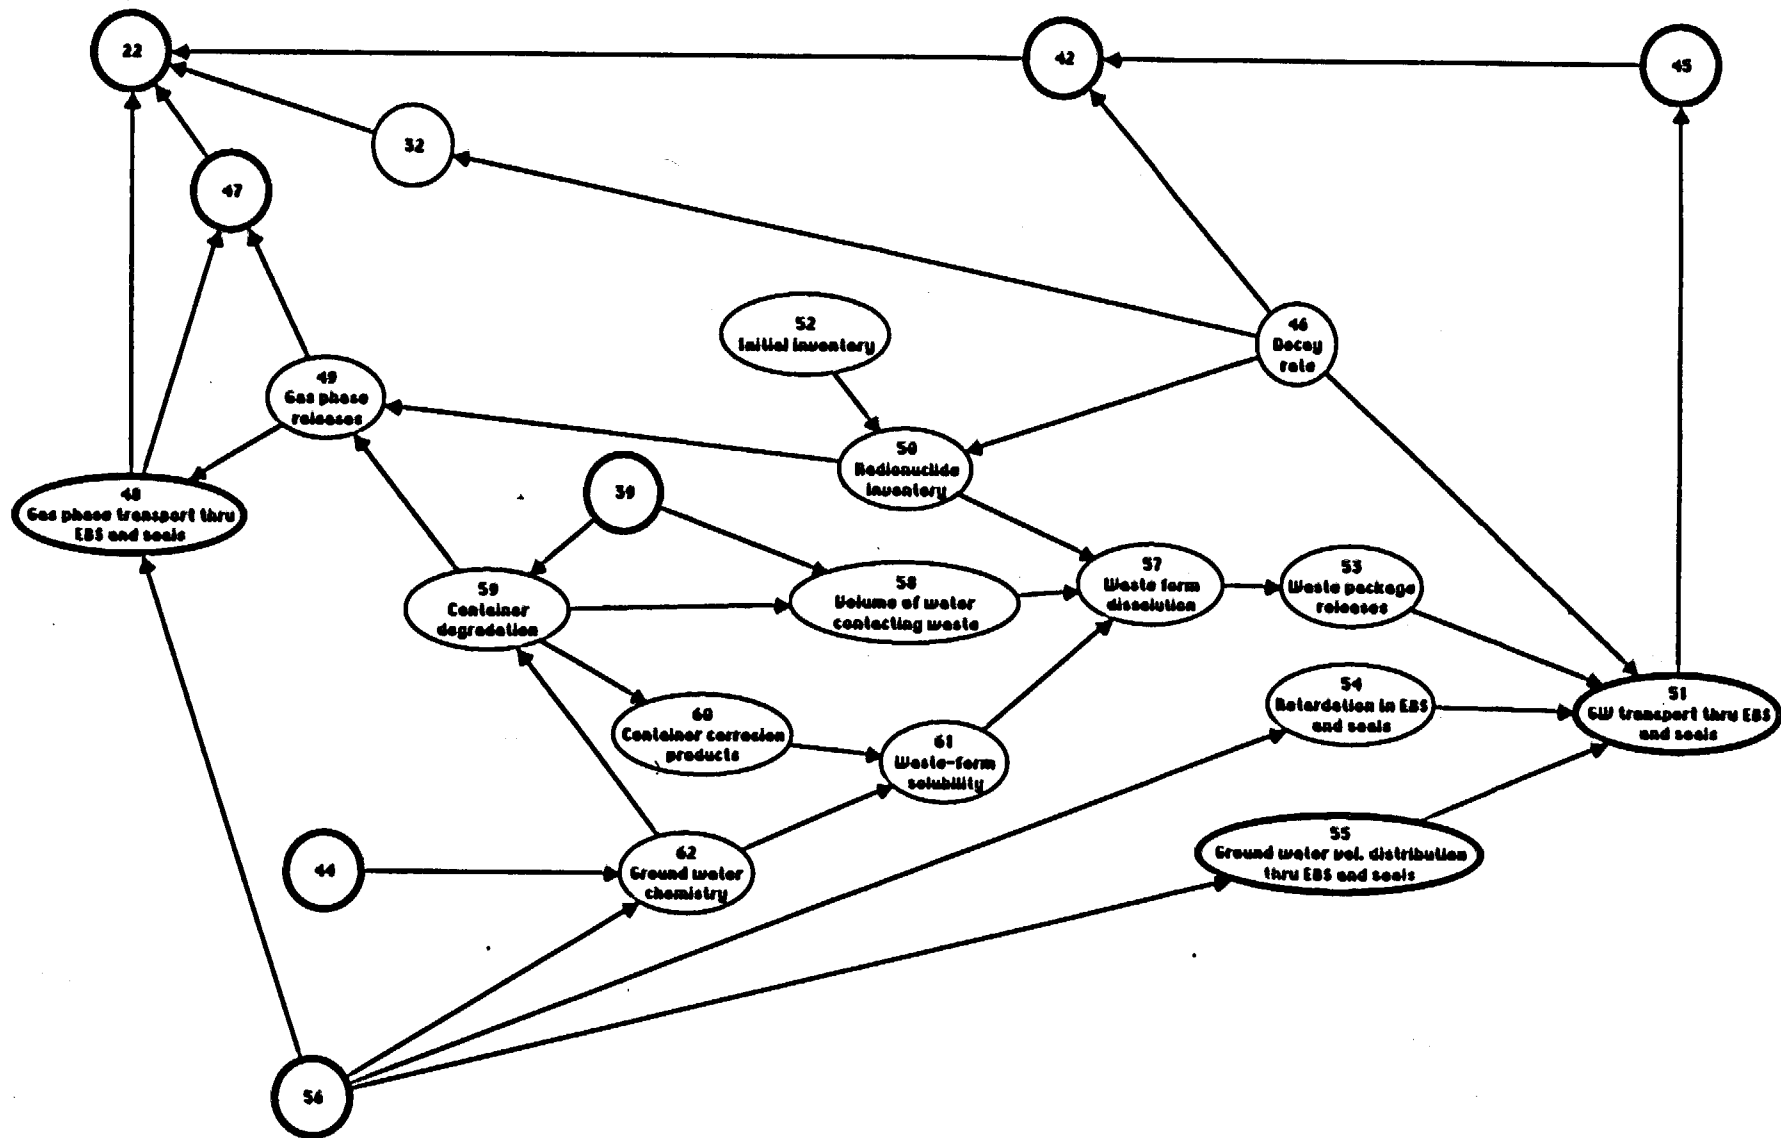 22
42
45
32
47
52
Initial inventory
46
Decay
rate
49
Gas phase
releases
50
Radionuclide
inventory
39
48
Gas phase transport thru
EBS and seals
57
Waste form
dissolution
53
Waste package
releases
59
Container
degradation
58
Volume of water
contacting waste
54
Retardation in EBS
and seals
51
GW transport thru EBS
and seals
60
Container corrosion
products
61
Waste-form
solubility
55
Ground water vol. distribution
thru EBS and seals
44
62
Ground water
chemistry
56